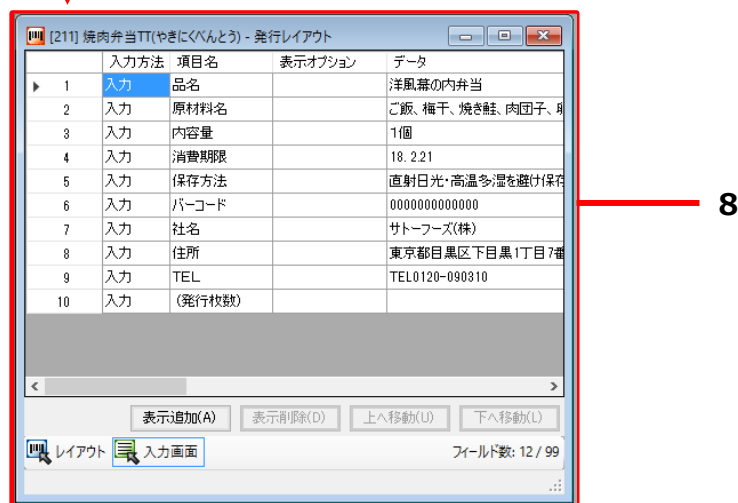 [211] 焼肉弁当TT(やきにくべんとう) - 発行レイアウト
入力方法 項目名 表示オプション データ
1 入力 品名 洋風幕の内弁当
2 入力 原材料名 ご飯、梅干、焼き鮭、肉団子、
3 入力 内容量 1個
4 入力 消費期限 18. 2.21
5 入力 保存方法 直射日光・高温多湿を避け保存
6 入力 バーコード 0000000000000
7 入力 社名 サトーフーズ(株)
8 入力 住所 東京都目黒区下目黒1丁目7番
9 入力 TEL TEL0120-090310
10 入力 (発行枚数)
表示追加(A) 表示削除(D) 上へ移動(U) 下へ移動(L)
レイアウト 入力画面 フィールド数: 12 / 99
8